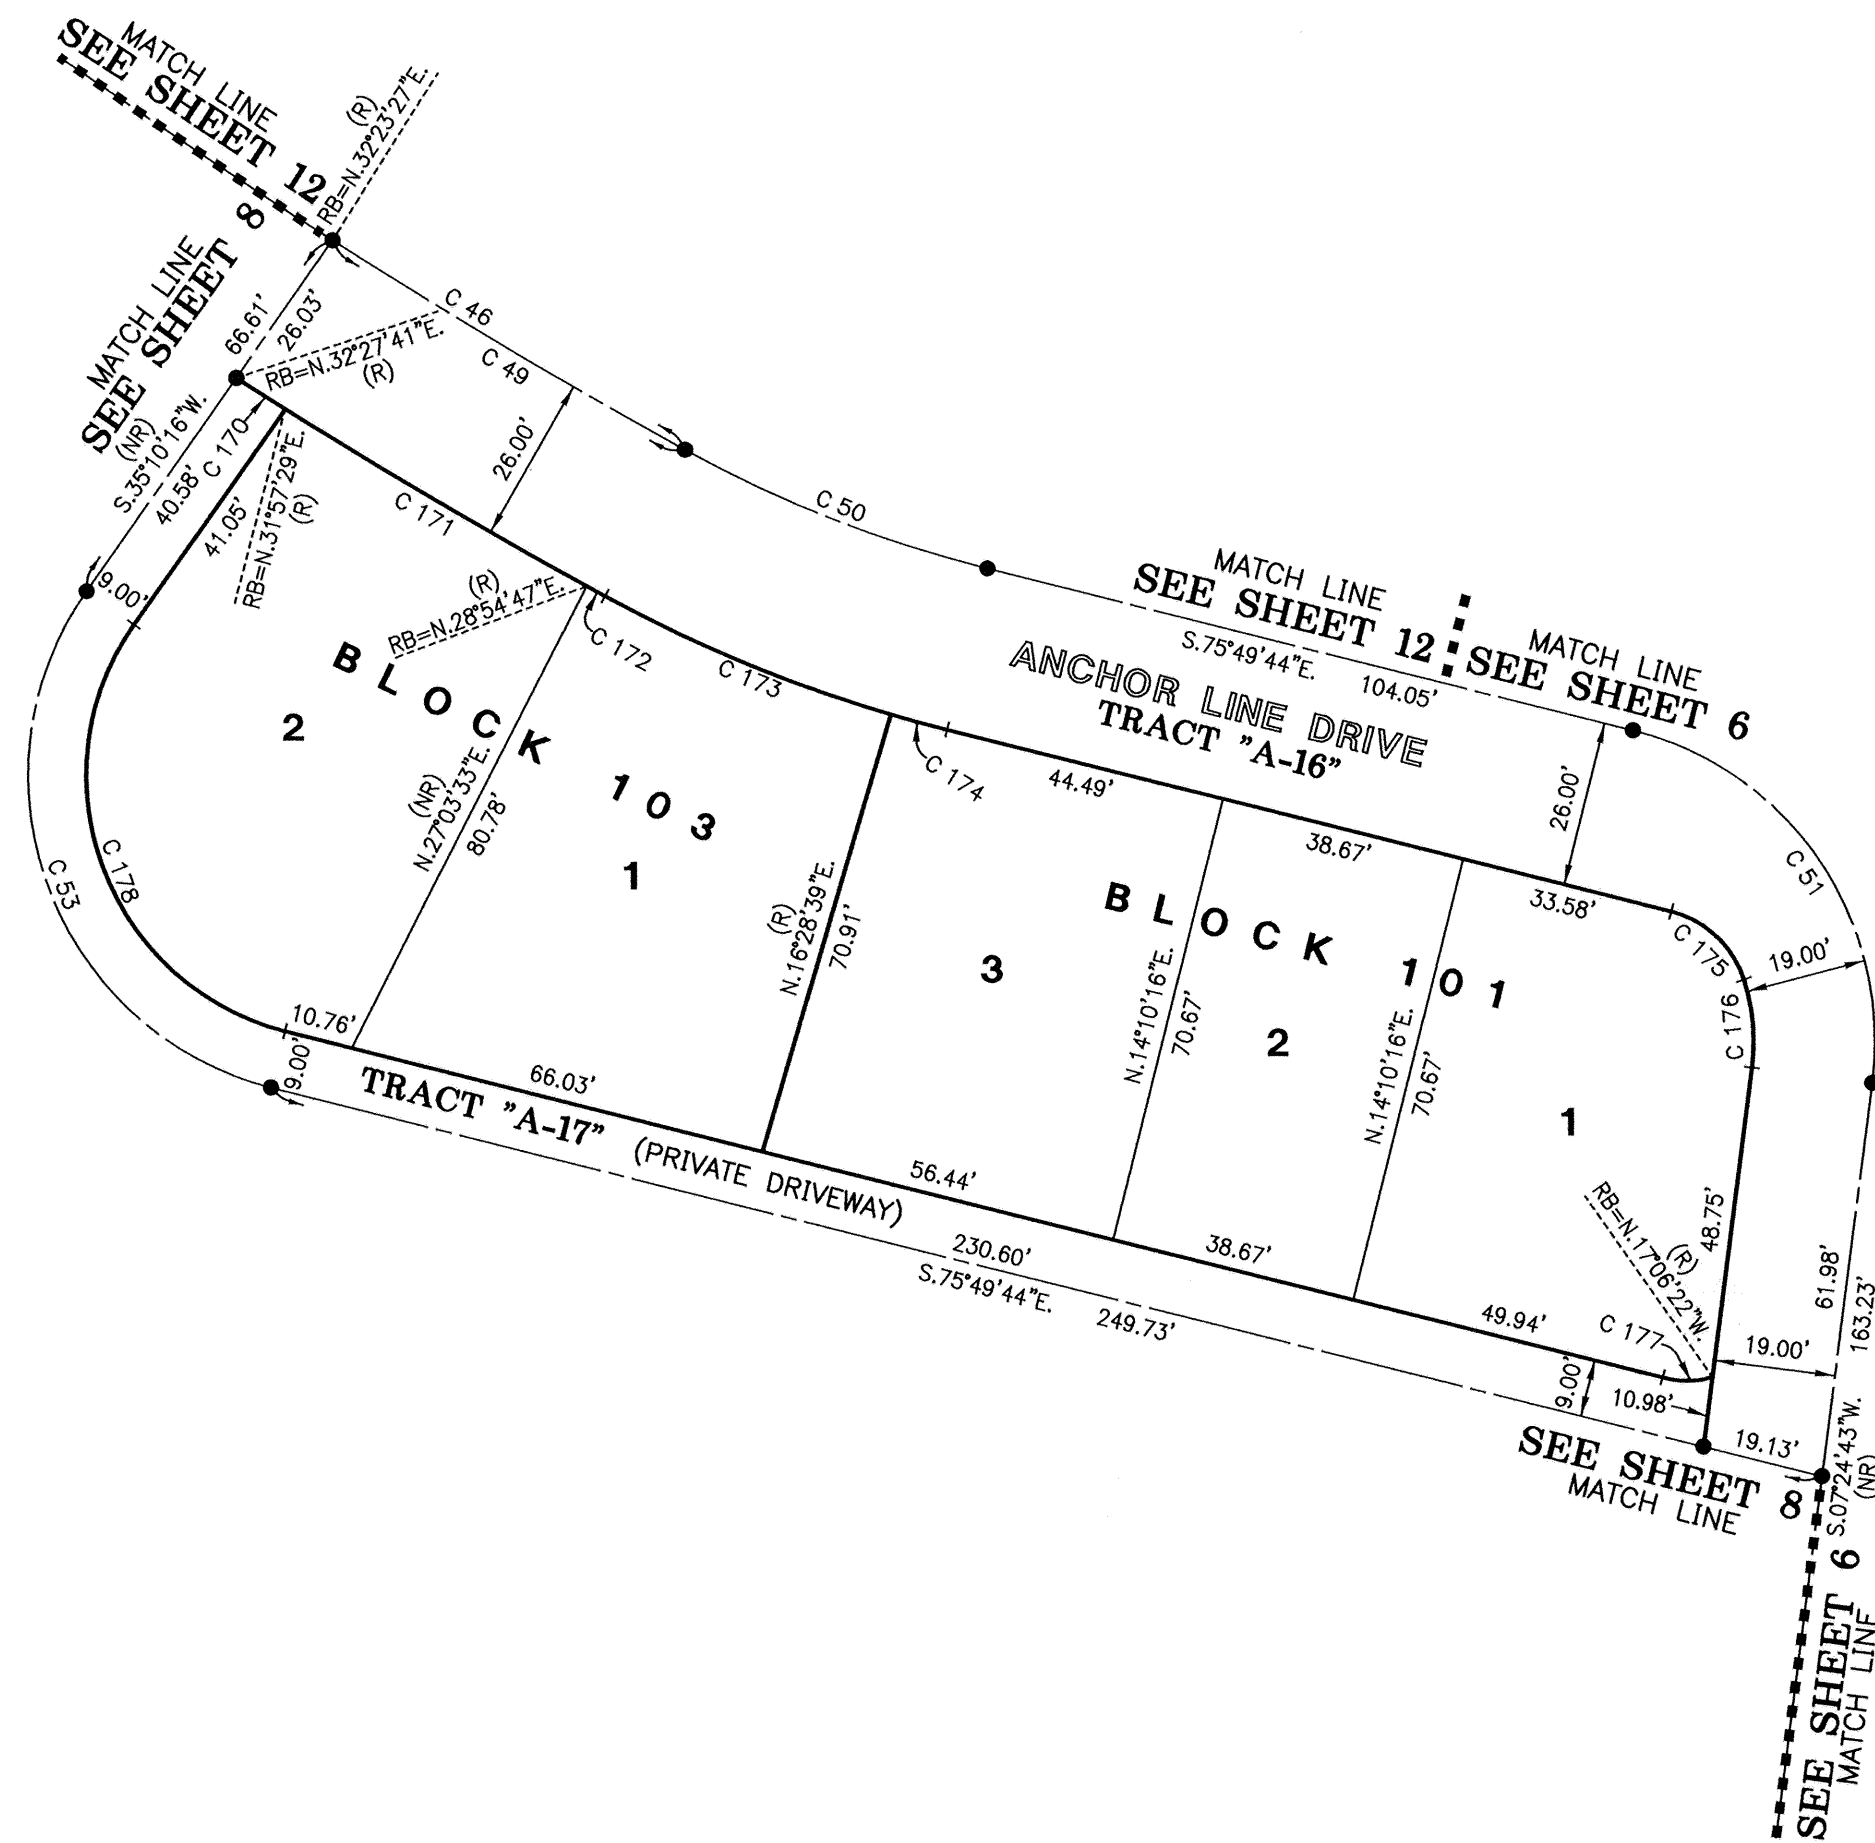 MATCH LINE
SEE SHEET 12
(R)
RB=N.32°23'27"E.
8
MATCH LINE
SEE SHEET
66.61'
26.03'
C 46
RB=N.32°27'41"E.
(R)
C 49
(NR)
S.35°10'16"W.
40.58'
C 170
41.05'
RB=N.31°57'29"E.
(R)
26.00'
C 171
C 50
9.00'
(R)
RB=N.28°54'47"E.
C 172
C 173
MATCH LINE
SEE SHEET 12
S.75°49'44"E.
104.05'
MATCH LINE
SEE SHEET 6
ANCHOR LINE DRIVE
TRACT "A-16"
BLOCK 103
2
(NR)
N.27°03'33"E.
80.78'
1
C 174
44.49'
38.67'
26.00'
33.58'
C 51
C 53
C 178
(R)
N.16°28'39"E.
70.91'
BLOCK 101
3
N.14°10'16"E.
70.67'
2
N.14°10'16"E.
70.67'
1
C 175
19.00'
C 176
10.76'
9.00'
66.03'
TRACT "A-17"
(PRIVATE DRIVEWAY)
56.44'
230.60'
S.75°49'44"E.
249.73'
38.67'
49.94'
RB=N.17°06'22"W.
(R)
48.75'
C 177
61.98'
163.23'
19.00'
9.00'
10.98'
19.13'
SEE SHEET 8
MATCH LINE
S.07°24'43"W.
(NR)
SEE SHEET 6
MATCH LINE